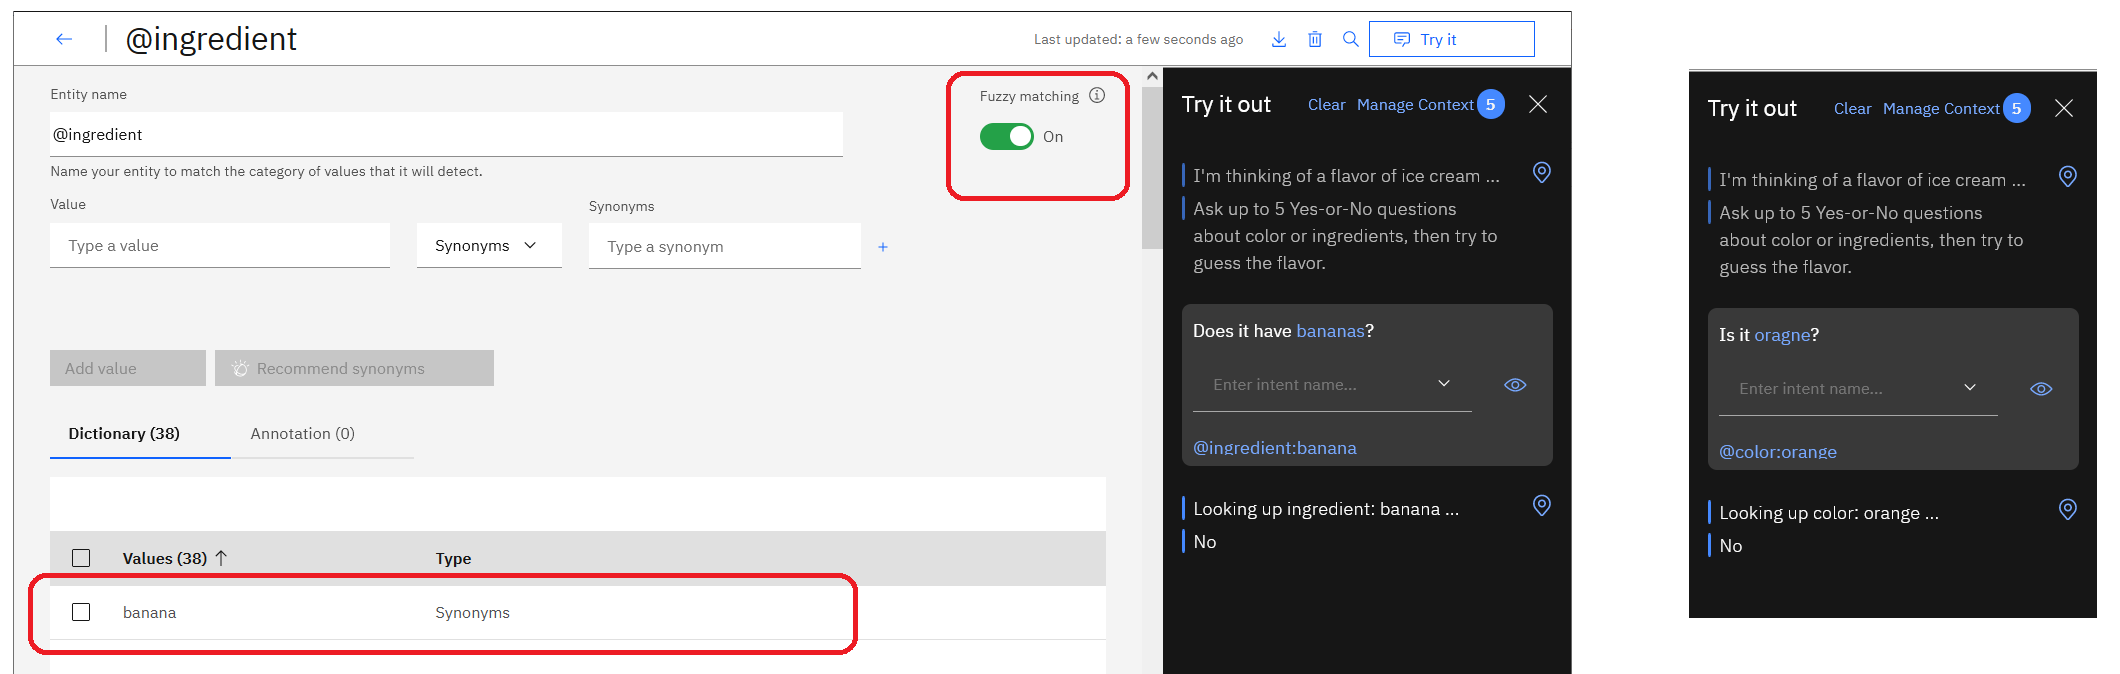 @ingredient
Last updated: a few seconds ago
Try it
Entity name
@ingredient
Name your entity to match the category of values that it will detect.
Fuzzy matching
On
Value
Synonyms
Type a value
Synonyms
Type a synonym
+
Add value
Recommend synonyms
Dictionary (38)
Annotation (0)
Values (38)
Type
banana
Synonyms
Try it out
Clear
Manage Context
5
I'm thinking of a flavor of ice cream ...
Ask up to 5 Yes-or-No questions
about color or ingredients, then try to
guess the flavor.
Does it have bananas?
Enter intent name...
@ingredient:banana
Looking up ingredient: banana ...
No
Try it out
Clear
Manage Context
5
I'm thinking of a flavor of ice cream ...
Ask up to 5 Yes-or-No questions
about color or ingredients, then try to
guess the flavor.
Is it oragne?
Enter intent name...
@color:orange
Looking up color: orange ...
No